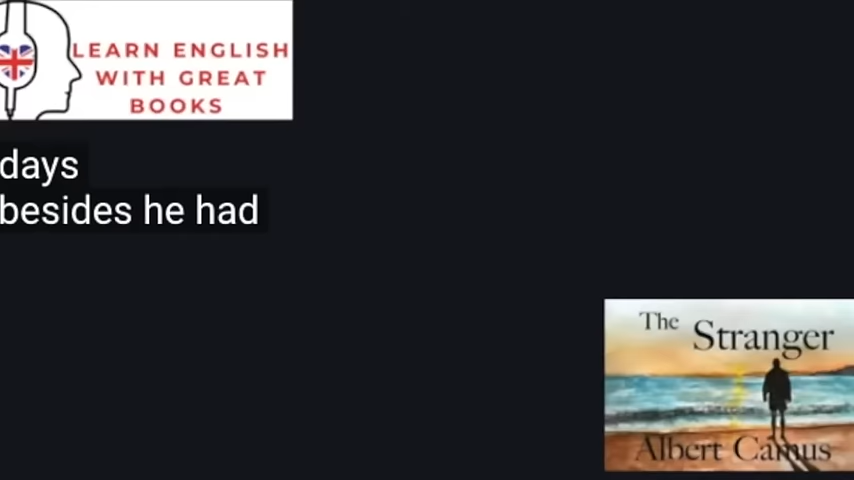 LEARN ENGLISH
WITH GREAT
BOOKS
days
besides he had
The Stranger
Albert Camus